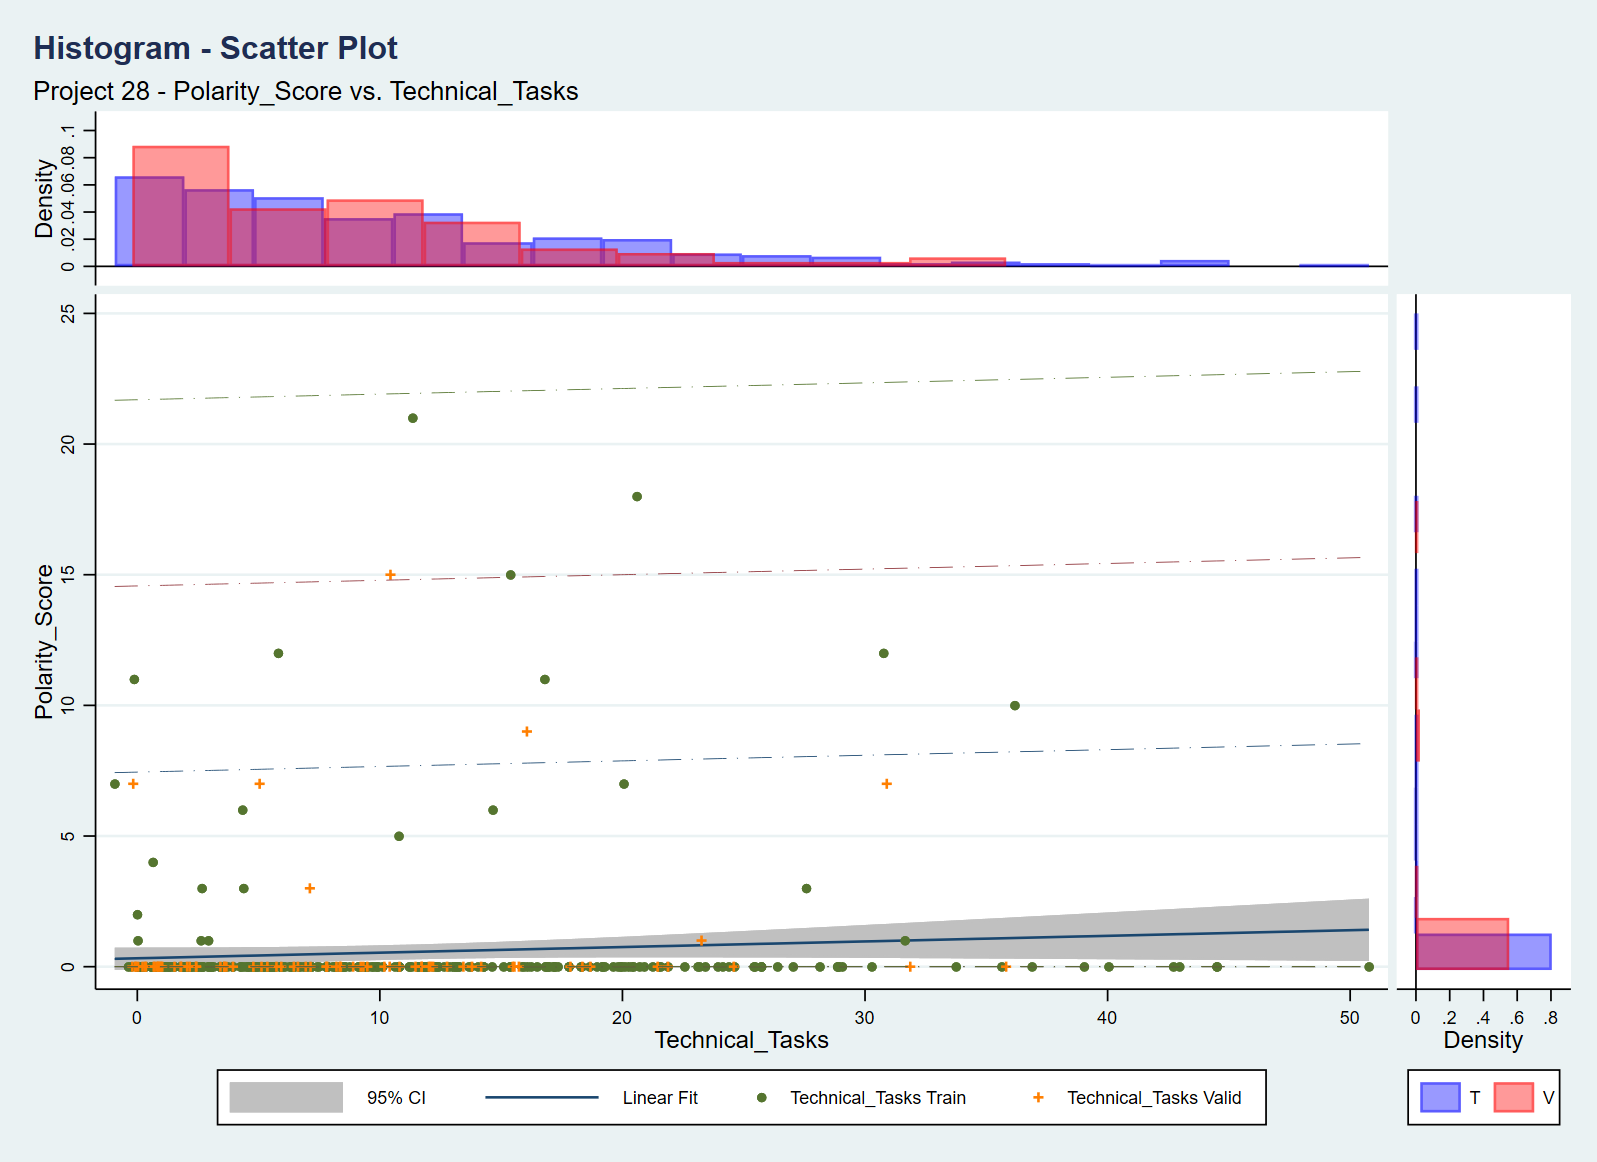 Histogram - Scatter Plot
Project 28 - Polarity_Score vs. Technical_Tasks
Density
.1
.08
.06
.04
.02
0
Polarity_Score
25
20
15
10
5
0
0 10 20 30 40 50
Technical_Tasks
0 .2 .4 .6 .8
Density
95% CI Linear Fit Technical_Tasks Train Technical_Tasks Valid
T V